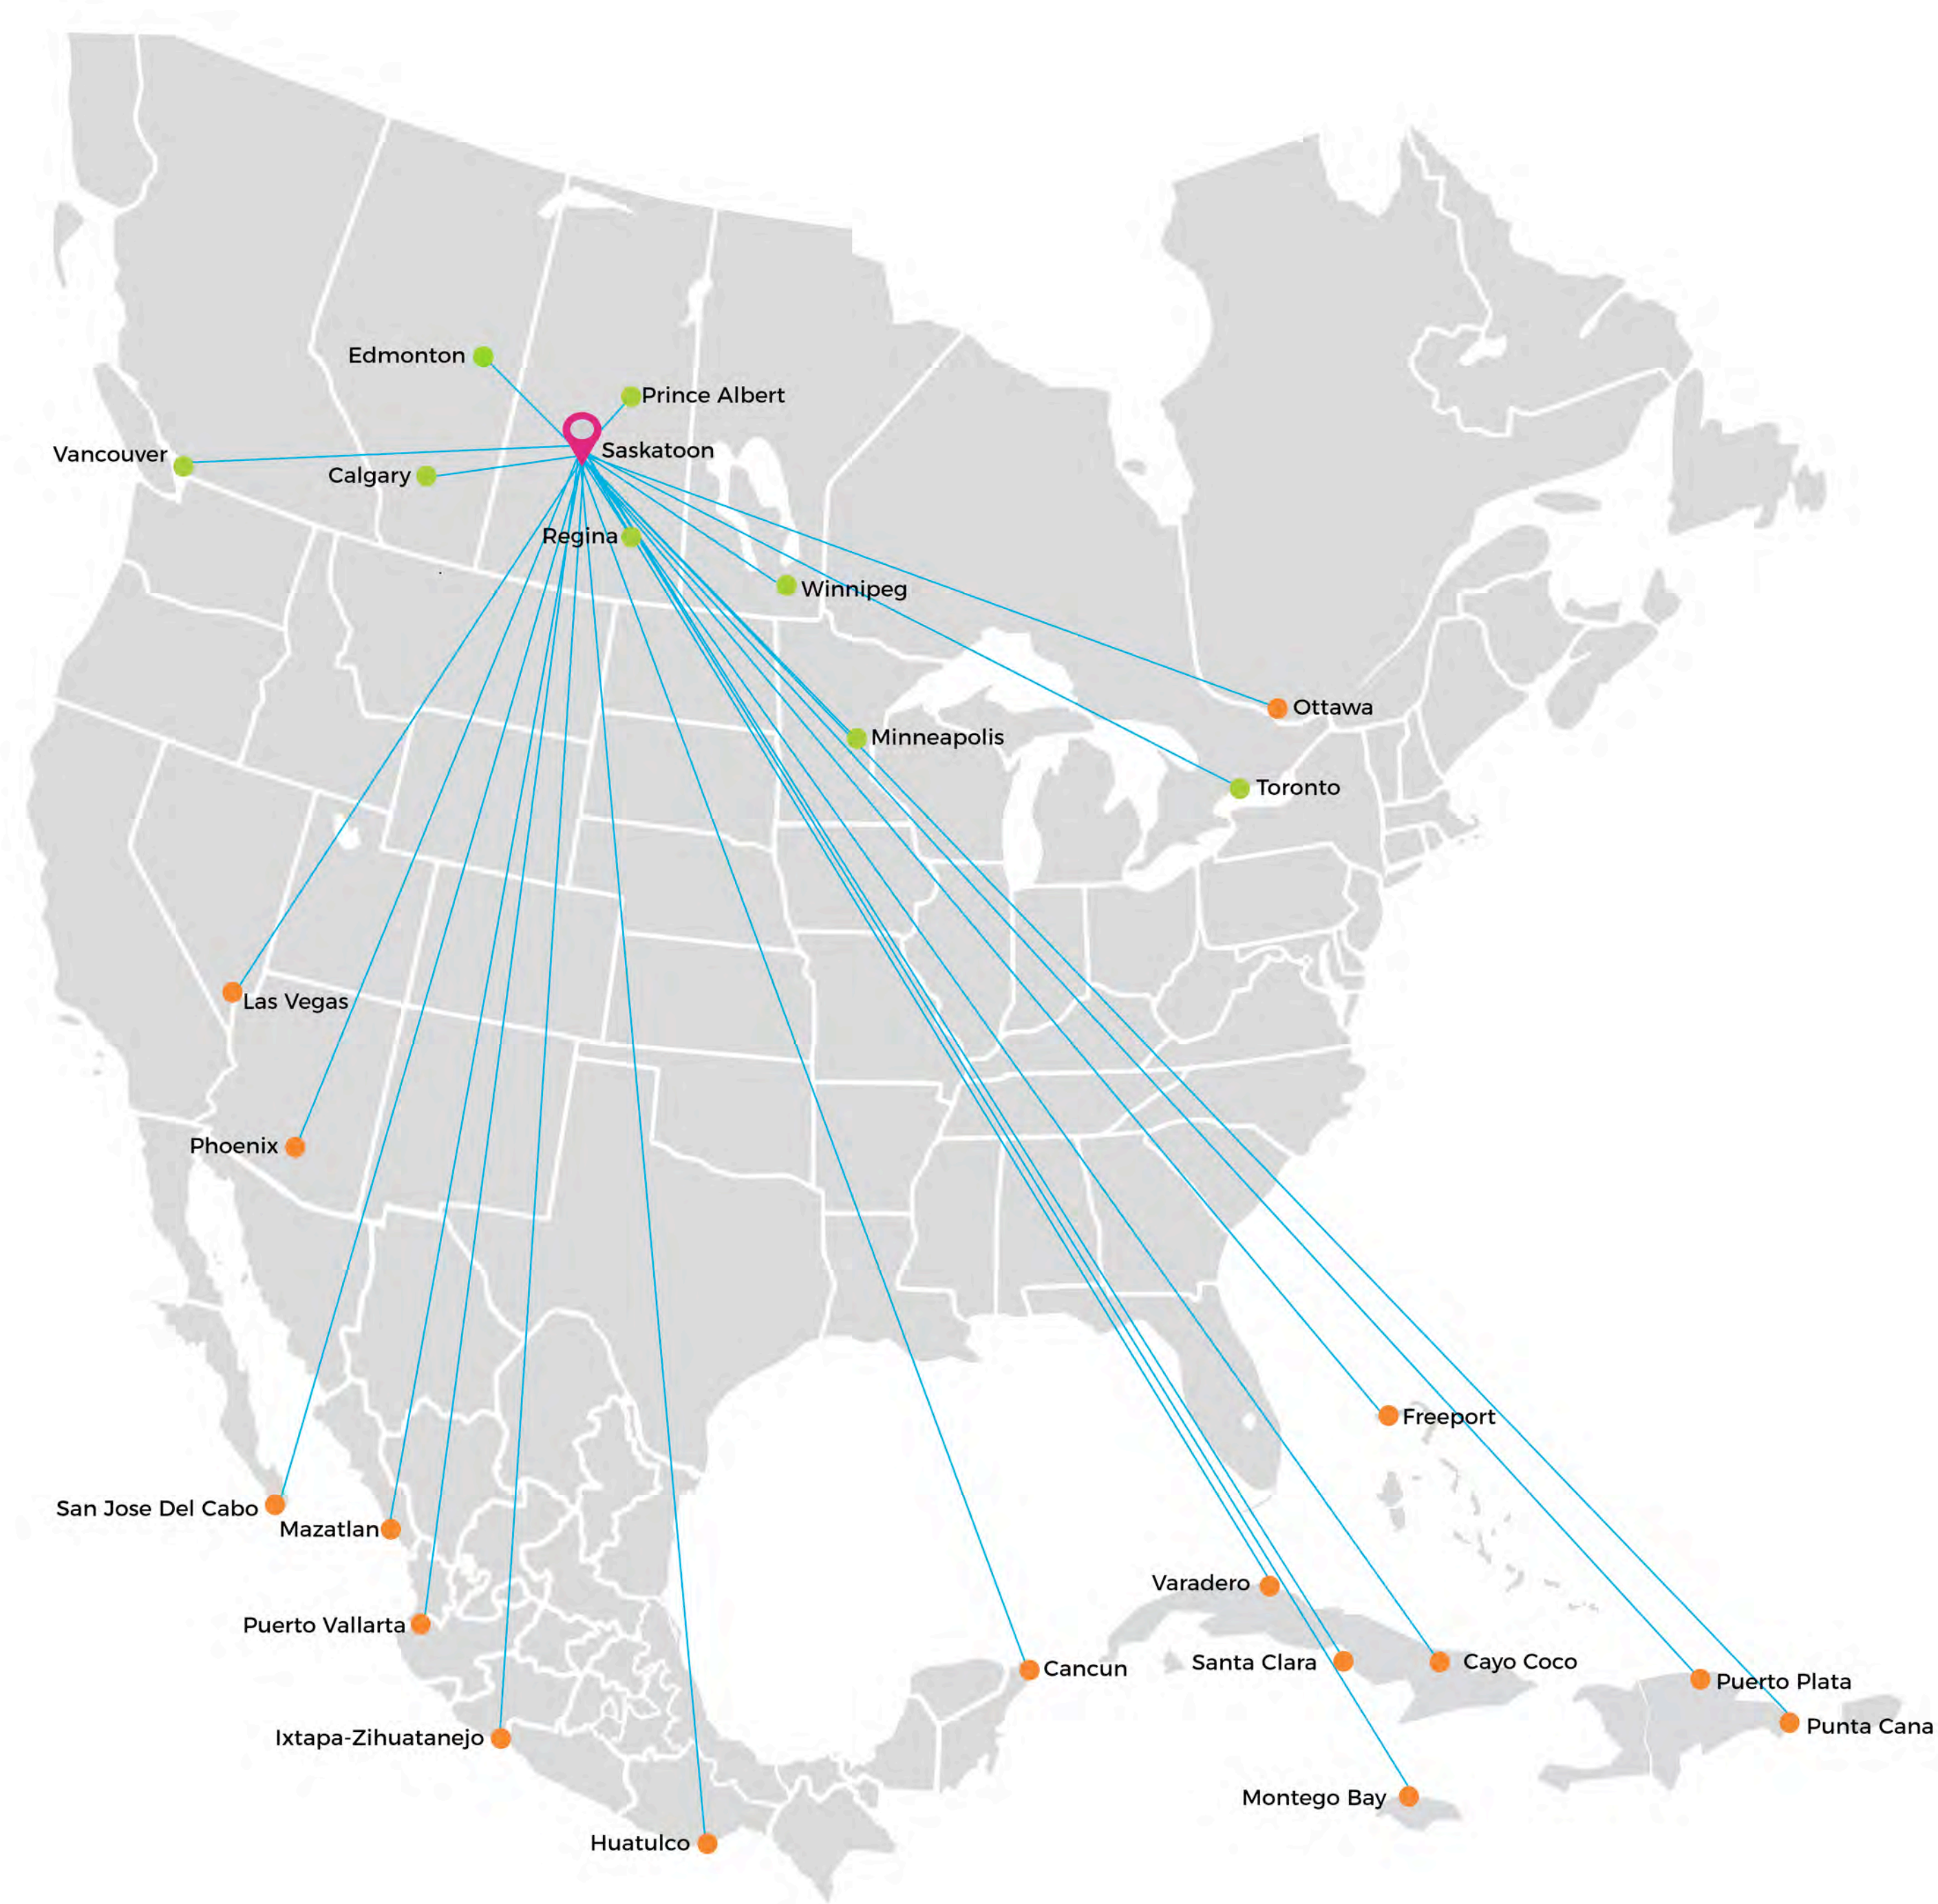 Edmonton
Prince Albert
Saskatoon
Vancouver
Calgary
Regina
Winnipeg
Ottawa
Minneapolis
Toronto
Las Vegas
Phoenix
Freeport
San Jose Del Cabo
Mazatlan
Varadero
Puerto Vallarta
Cancun
Santa Clara
Cayo Coco
Puerto Plata
Punta Cana
Ixtapa-Zihuatanejo
Montego Bay
Huatulco